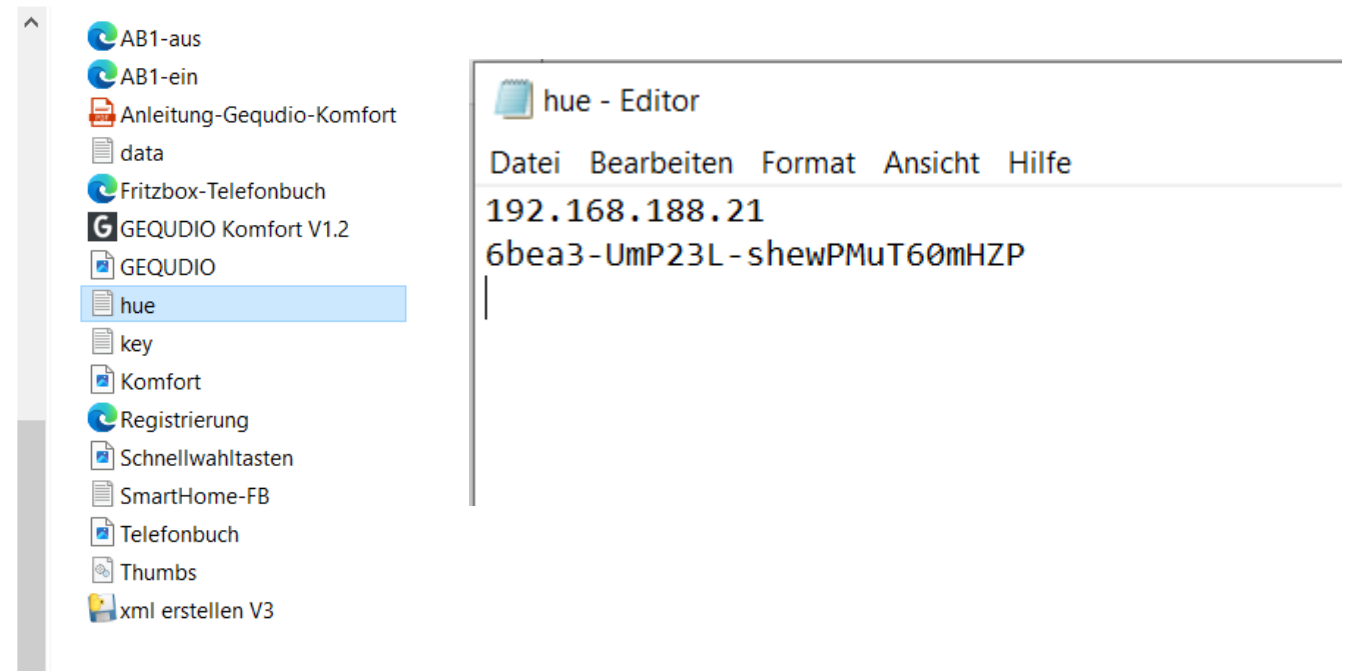 AB1-aus
AB1-ein
Anleitung-Gequdio-Komfort
data
Fritzbox-Telefonbuch
GEQUDIO Komfort V1.2
GEQUDIO
hue
key
Komfort
Registrierung
Schnellwahltasten
SmartHome-FB
Telefonbuch
Thumbs
xml erstellen V3
hue - Editor
Datei Bearbeiten Format Ansicht Hilfe
192.168.188.21
6bea3-UmP23L-shewPMuT60mHZP